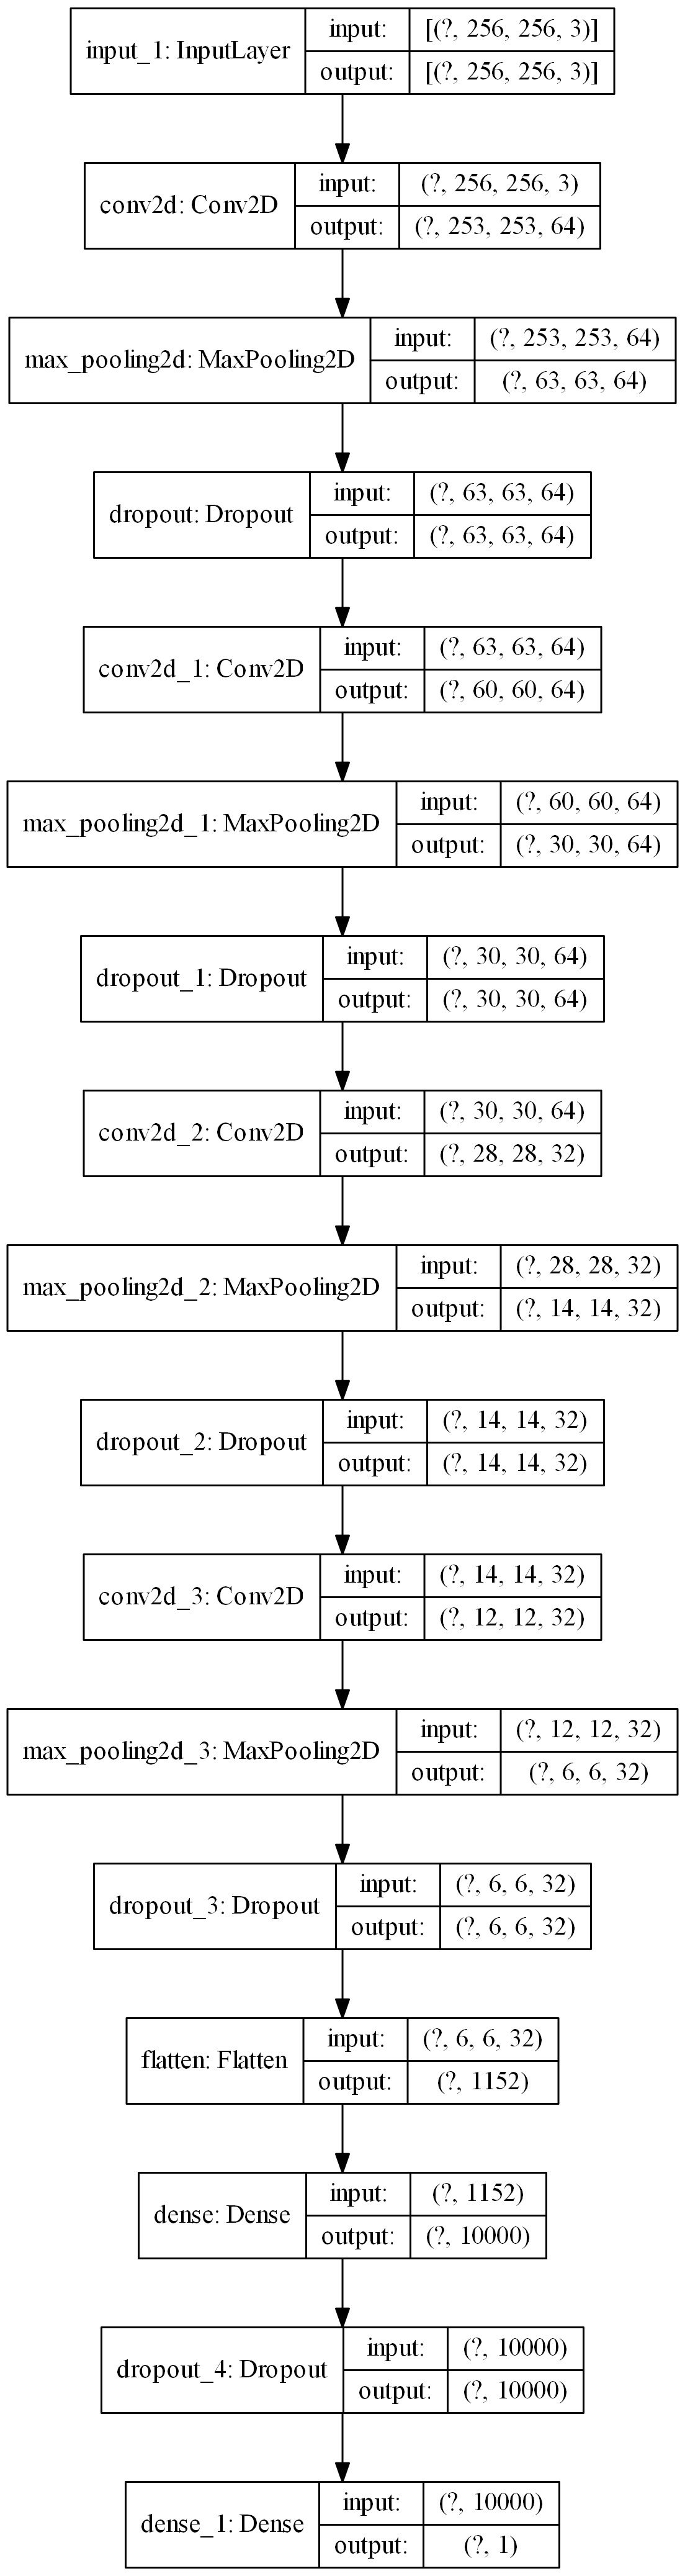 input_1: InputLayer
input: [(?, 256, 256, 3)]
output: [(?, 256, 256, 3)]
conv2d: Conv2D
input: (?, 256, 256, 3)
output: (?, 253, 253, 64)
max_pooling2d: MaxPooling2D
input: (?, 253, 253, 64)
output: (?, 63, 63, 64)
dropout: Dropout
input: (?, 63, 63, 64)
output: (?, 63, 63, 64)
conv2d_1: Conv2D
input: (?, 63, 63, 64)
output: (?, 60, 60, 64)
max_pooling2d_1: MaxPooling2D
input: (?, 60, 60, 64)
output: (?, 30, 30, 64)
dropout_1: Dropout
input: (?, 30, 30, 64)
output: (?, 30, 30, 64)
conv2d_2: Conv2D
input: (?, 30, 30, 64)
output: (?, 28, 28, 32)
max_pooling2d_2: MaxPooling2D
input: (?, 28, 28, 32)
output: (?, 14, 14, 32)
dropout_2: Dropout
input: (?, 14, 14, 32)
output: (?, 14, 14, 32)
conv2d_3: Conv2D
input: (?, 14, 14, 32)
output: (?, 12, 12, 32)
max_pooling2d_3: MaxPooling2D
input: (?, 12, 12, 32)
output: (?, 6, 6, 32)
dropout_3: Dropout
input: (?, 6, 6, 32)
output: (?, 6, 6, 32)
flatten: Flatten
input: (?, 6, 6, 32)
output: (?, 1152)
dense: Dense
input: (?, 1152)
output: (?, 10000)
dropout_4: Dropout
input: (?, 10000)
output: (?, 10000)
dense_1: Dense
input: (?, 10000)
output: (?, 1)